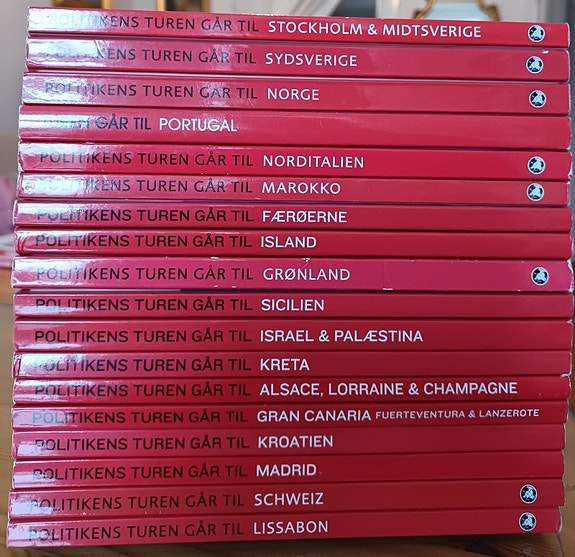 POLITIKENS TUREN GÅR TIL STOCKHOLM & MIDTSVERIGE
POLITIKENS TUREN GÅR TIL SYDSVERIGE
POLITIKENS TUREN GÅR TIL NORGE
TUREN GÅR TIL PORTUGAL
POLITIKENS TUREN GÅR TIL NORDITALIEN
POLITIKENS TUREN GÅR TIL MAROKKO
POLITIKENS TUREN GÅR TIL FÆRØERNE
POLITIKENS TUREN GÅR TIL ISLAND
POLITIKENS TUREN GÅR TIL GRØNLAND
POLITIKENS TUREN GÅR TIL SICILIEN
POLITIKENS TUREN GÅR TIL ISRAEL & PALÆSTINA
POLITIKENS TUREN GÅR TIL KRETA
POLITIKENS TUREN GÅR TIL ALSACE, LORRAINE & CHAMPAGNE
POLITIKENS TUREN GÅR TIL GRAN CANARIA FUERTEVENTURA & LANZEROTE
POLITIKENS TUREN GÅR TIL KROATIEN
POLITIKENS TUREN GÅR TIL MADRID
POLITIKENS TUREN GÅR TIL SCHWEIZ
POLITIKENS TUREN GÅR TIL LISSABON